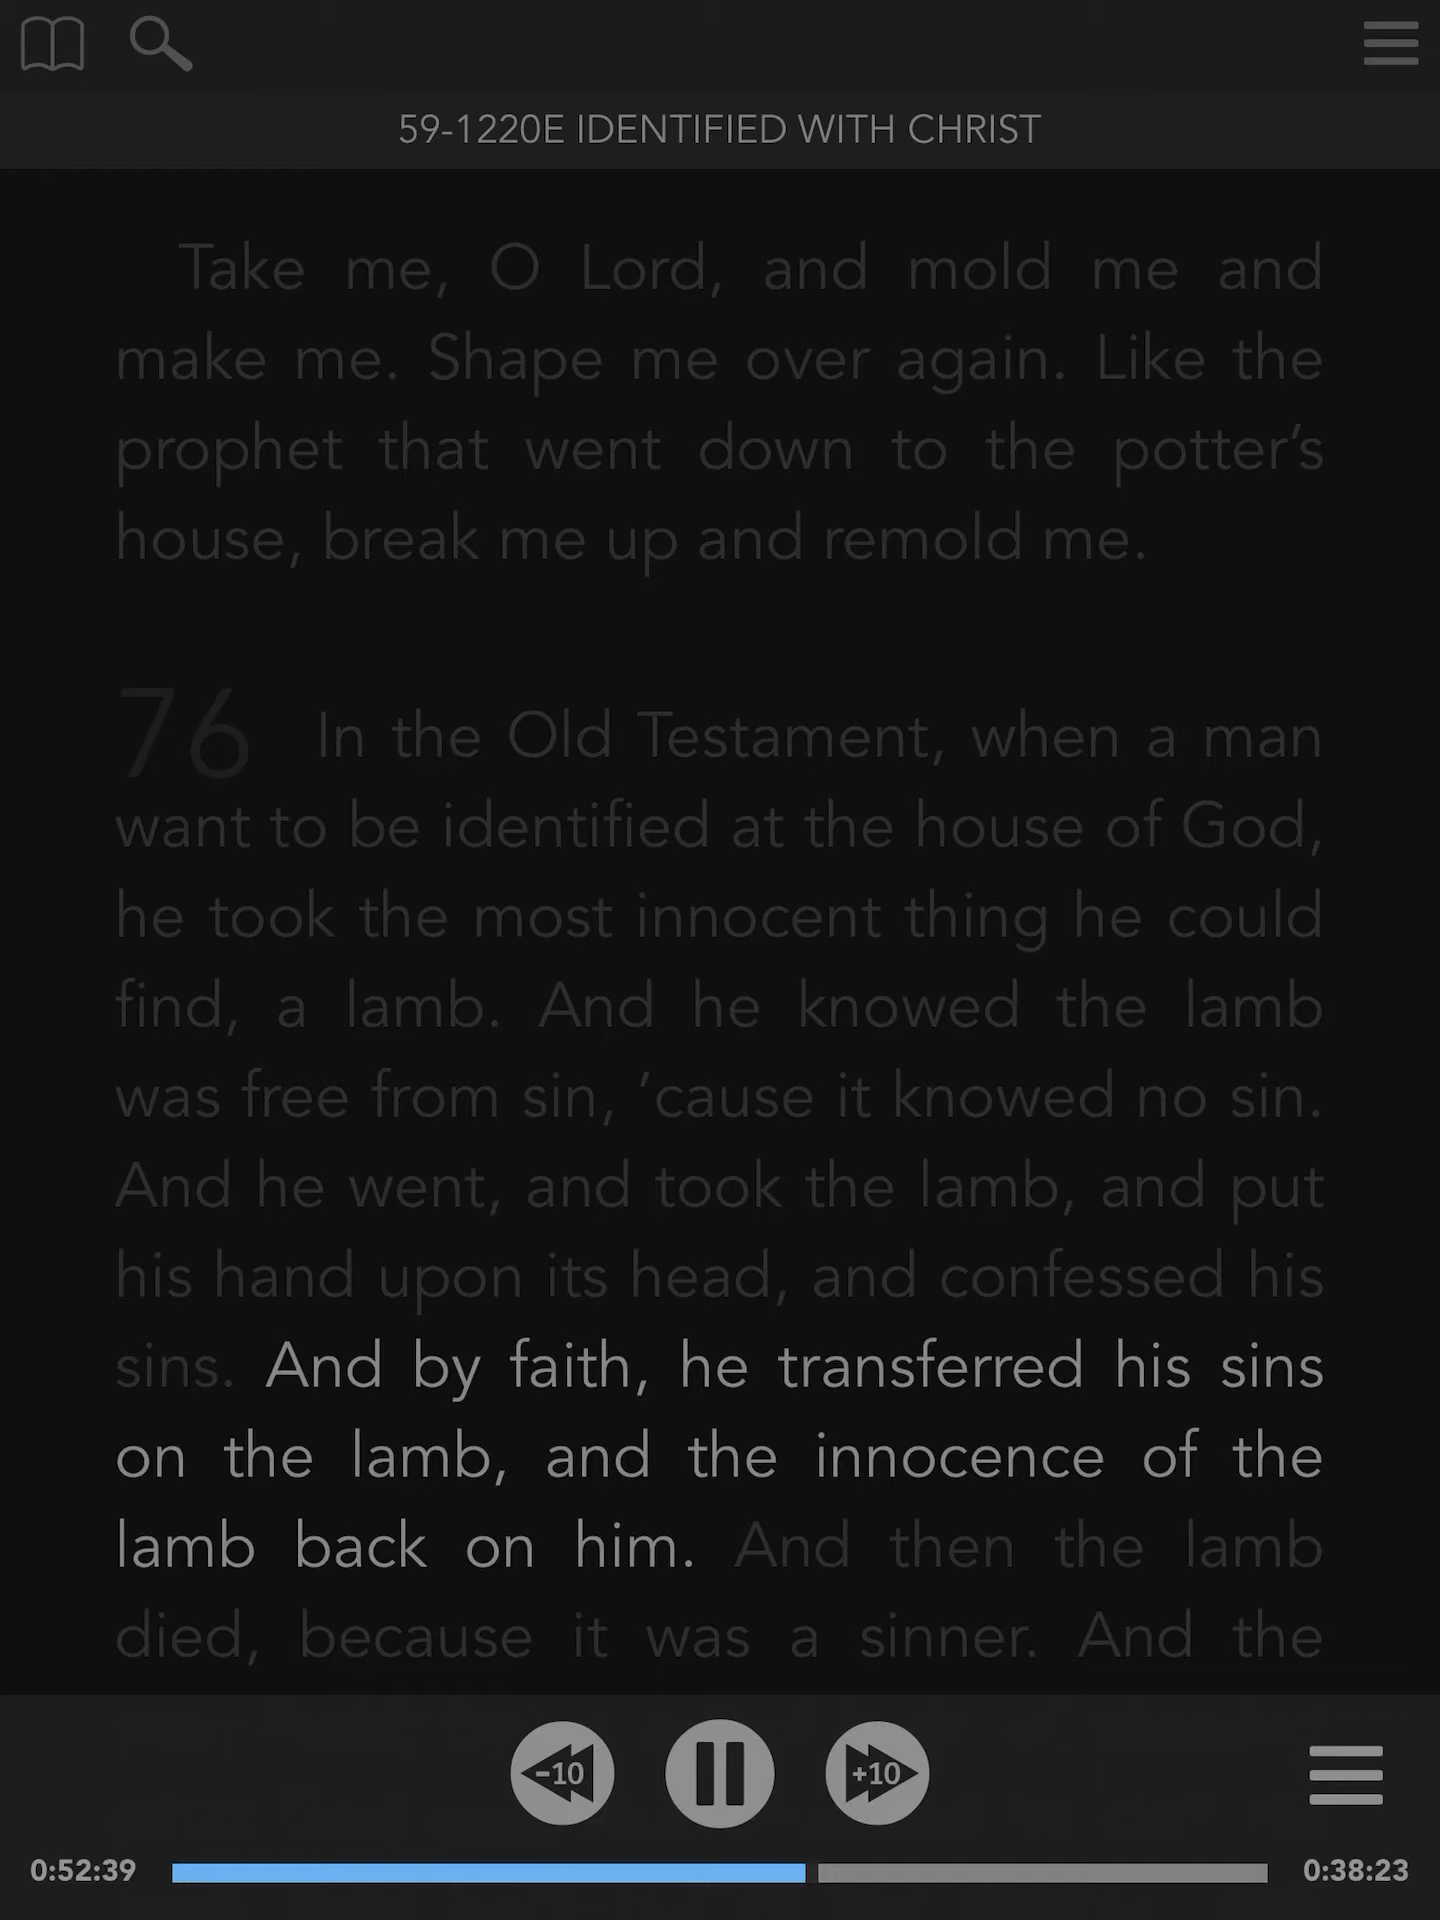 59-1220E IDENTIFIED WITH CHRIST
Take me, O Lord, and mold me and
make me. Shape me over again. Like the
prophet that went down to the potter’s
house, break me up and remold me.
76 In the Old Testament, when a man
want to be identified at the house of God,
he took the most innocent thing he could
find, a lamb. And he knowed the lamb
was free from sin, ’cause it knowed no sin.
And he went, and took the lamb, and put
his hand upon its head, and confessed his
sins. And by faith, he transferred his sins
on the lamb, and the innocence of the
lamb back on him. And then the lamb
died, because it was a sinner. And the
-10 +10
0:52:39 0:38:23